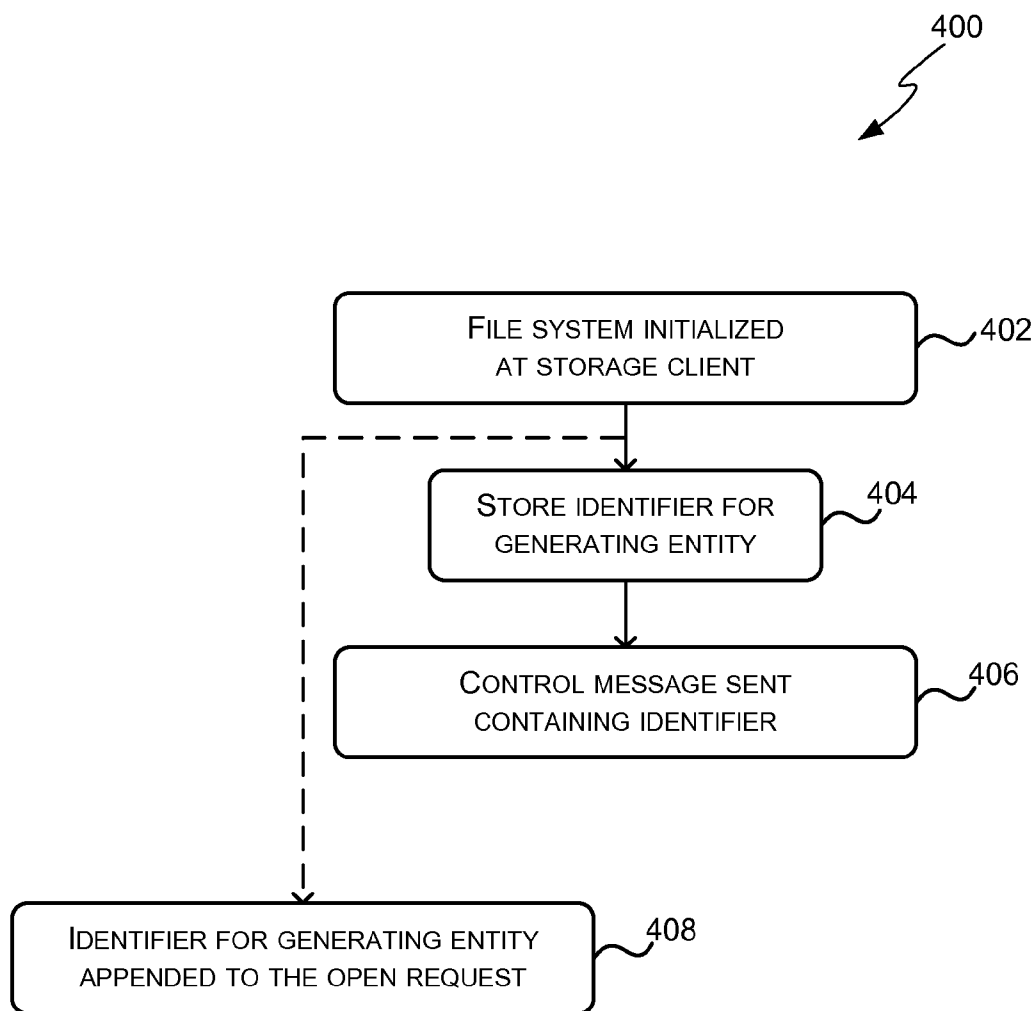 400
FILE SYSTEM INITIALIZED
AT STORAGE CLIENT
402
STORE IDENTIFIER FOR
GENERATING ENTITY
404
CONTROL MESSAGE SENT
CONTAINING IDENTIFIER
406
IDENTIFIER FOR GENERATING ENTITY
APPENDED TO THE OPEN REQUEST
408